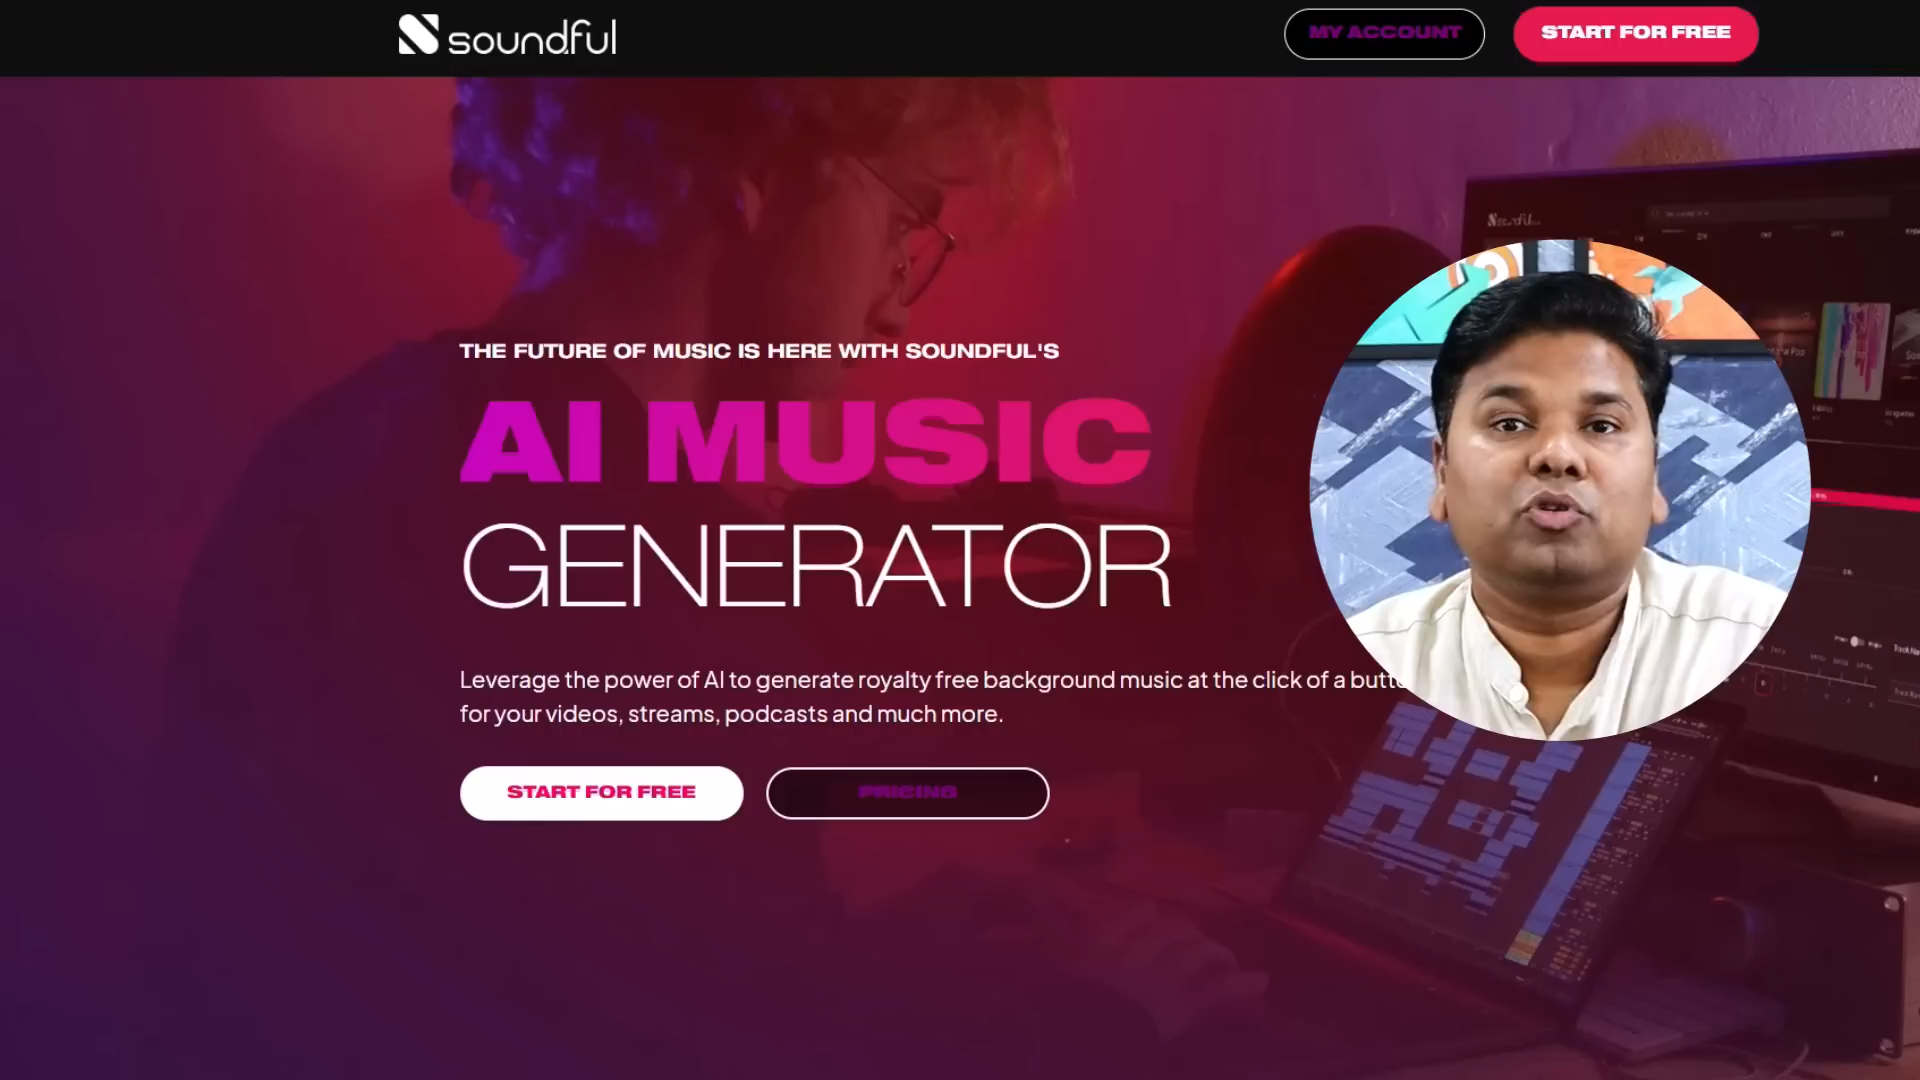 soundful
MY ACCOUNT
START FOR FREE
THE FUTURE OF MUSIC IS HERE WITH SOUNDFUL'S
AI MUSIC
GENERATOR
Leverage the power of AI to generate royalty free background music at the click of a
for your videos, streams, podcasts and much more.
START FOR FREE
PRICING